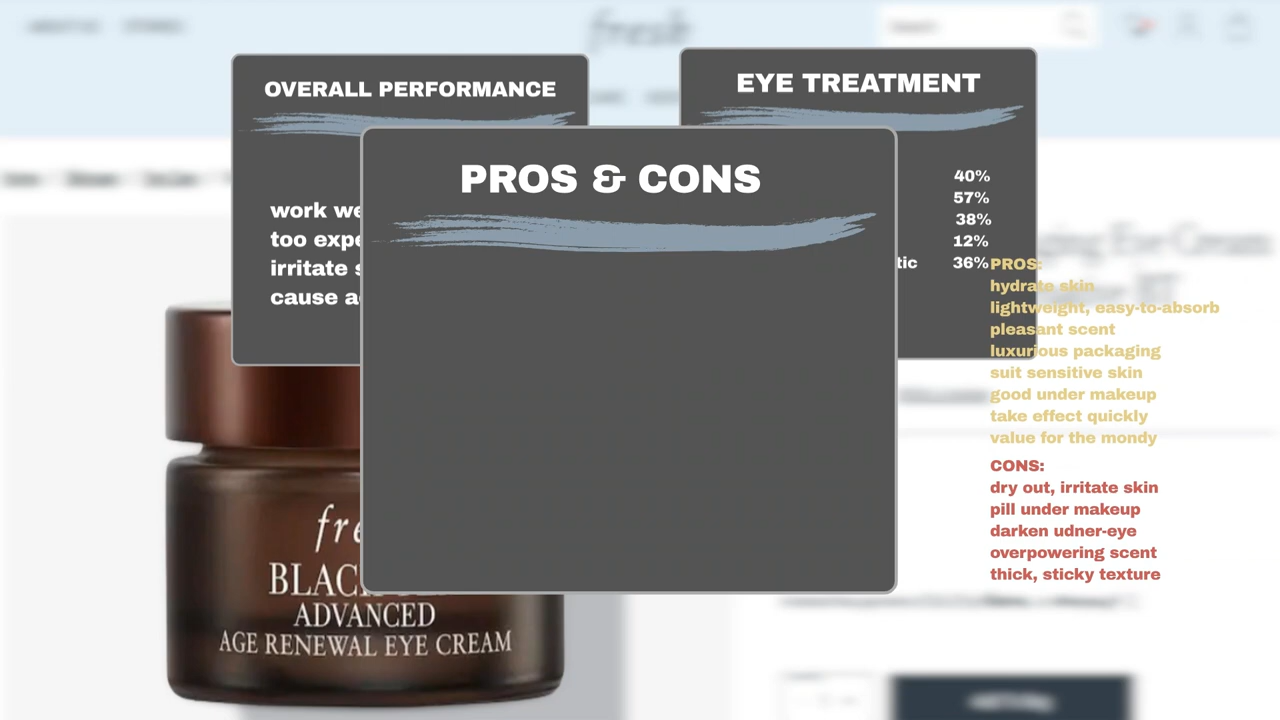 fresh
OVERALL PERFORMANCE
work we
too expe
irritate s
cause a
EYE TREATMENT
40%
57%
38%
12%
tic 36%
PROS & CONS
PROS:
hydrate skin
lightweight, easy-to-absorb
pleasant scent
luxurious packaging
suit sensitive skin
good under makeup
take effect quickly
value for the mondy
CONS:
dry out, irritate skin
pill under makeup
darken udner-eye
overpowering scent
thick, sticky texture
fre
BLAC
ADVANCED
AGE RENEWAL EYE CREAM